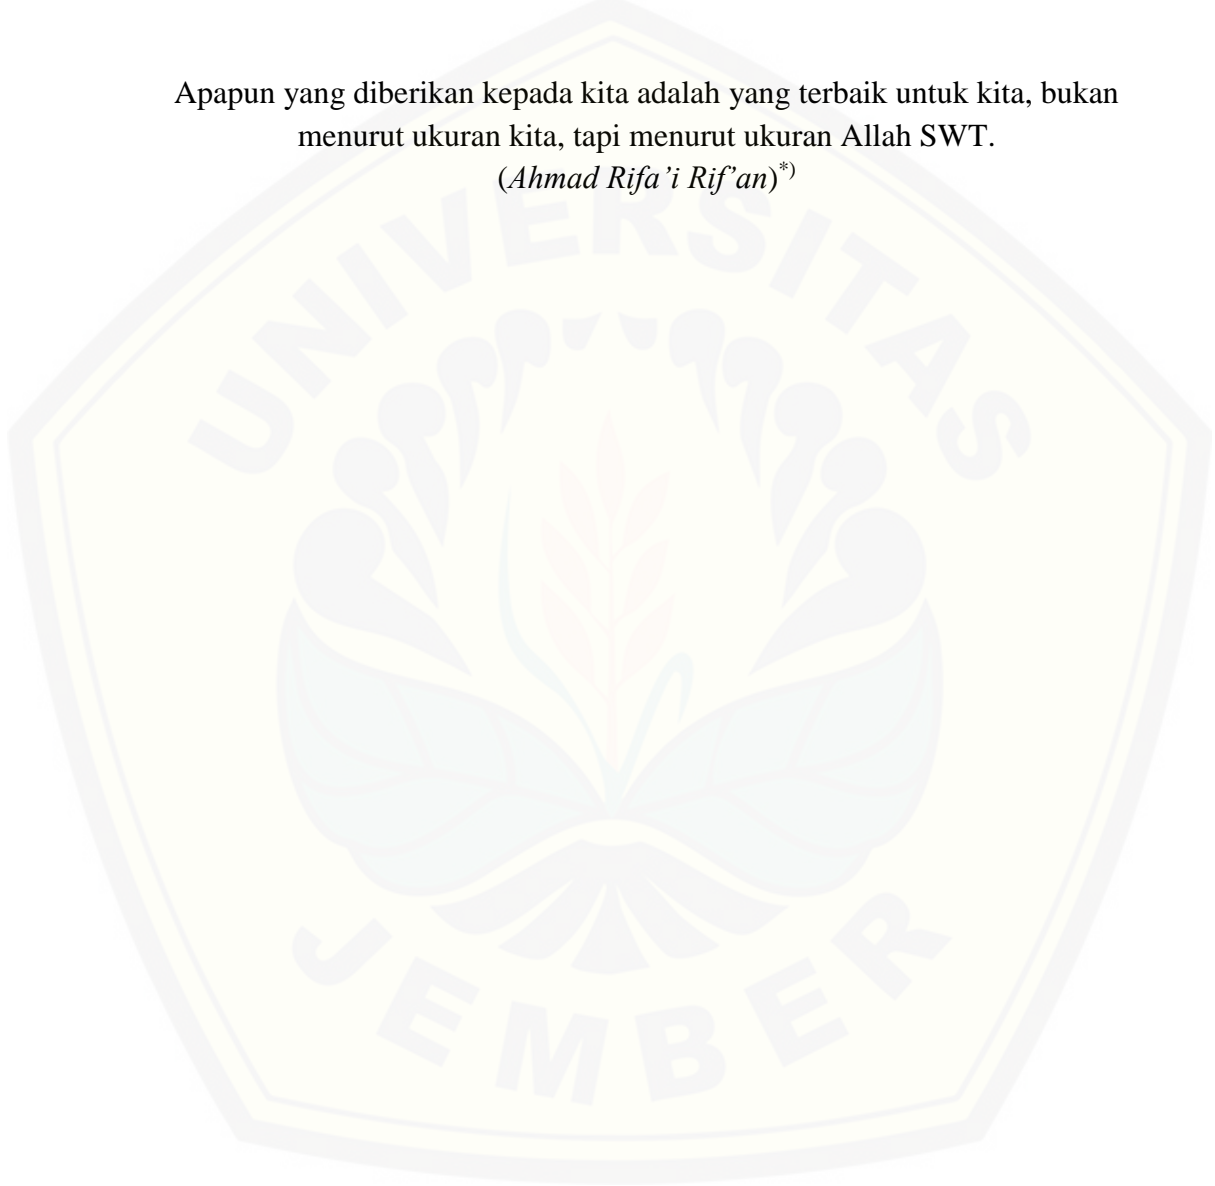 Apapun yang diberikan kepada kita adalah yang terbaik untuk kita, bukan
menurut ukuran kita, tapi menurut ukuran Allah SWT.
(Ahmad Rifa’i Rif’an)*)
UNIVERSITAS
JEMBER